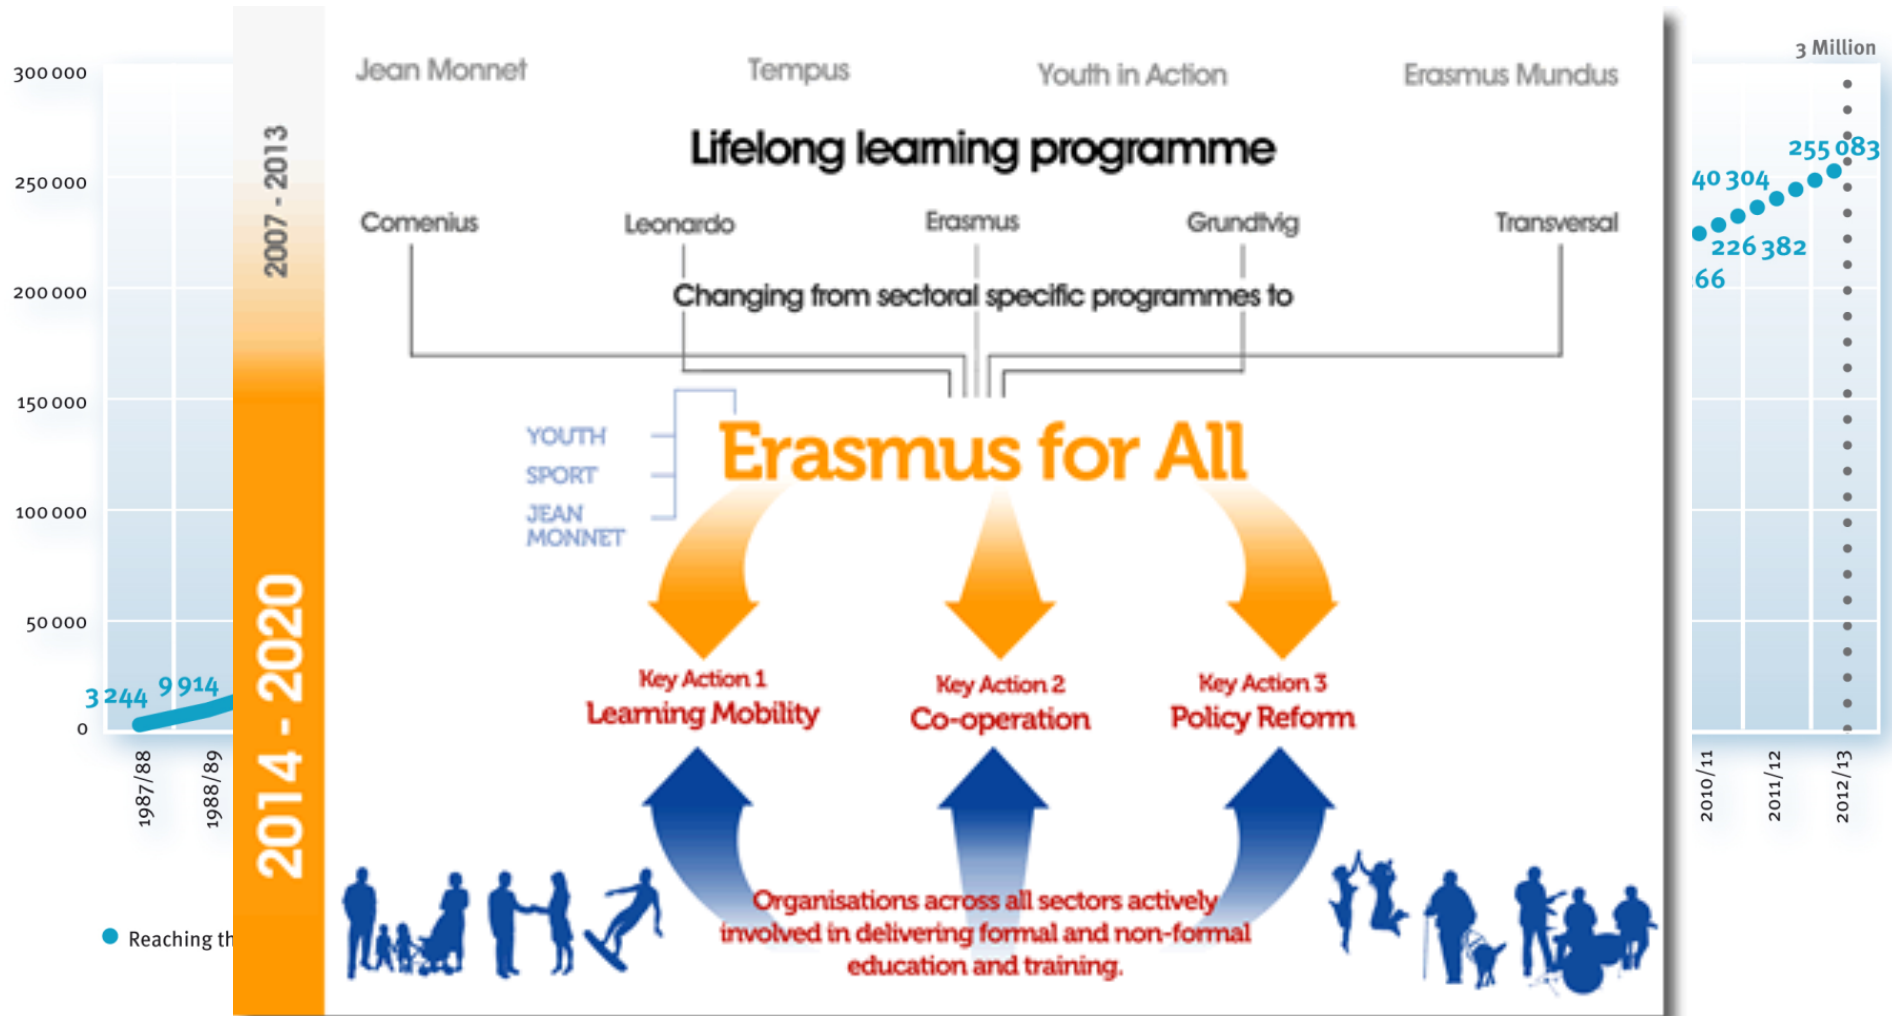 3 Million
300 000
250 000
200 000
150 000
100 000
50 000
0
3 244
9 914
1987/88
1988/89
Reaching th
2007 - 2013
2014 - 2020
Jean Monnet
Tempus
Youth in Action
Erasmus Mundus
Lifelong learning programme
Comenius
Leonardo
Erasmus
Grundtvig
Transversal
Changing from sectoral specific programmes to
YOUTH
SPORT
JEAN
MONNET
Erasmus for All
Key Action 1
Learning Mobility
Key Action 2
Co-operation
Key Action 3
Policy Reform
Organisations across all sectors actively
involved in delivering formal and non-formal
education and training.
255 083
40 304
226 382
66
2010/11
2011/12
2012/13